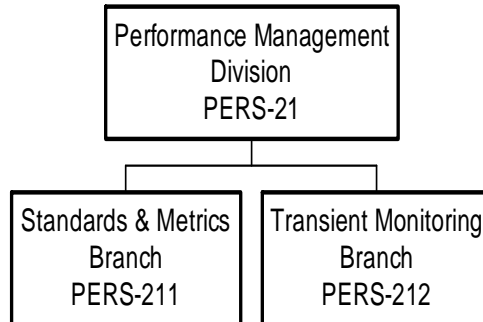 Performance Management
Division
PERS-21
Standards & Metrics
Branch
PERS-211
Transient Monitoring
Branch
PERS-212